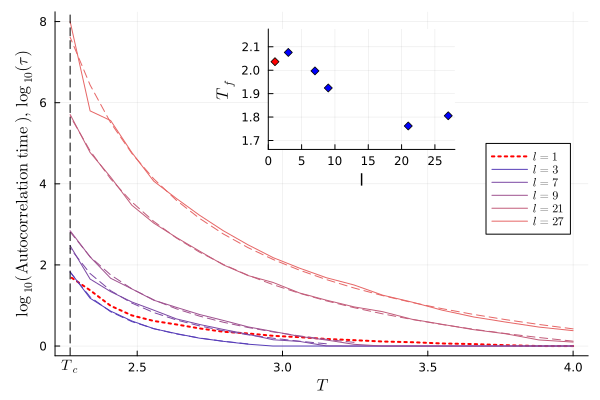 8
6
4
2
0
log₁₀(Autocorrelation time), log₁₀(τ)
T_c
2.5
3.0
3.5
4.0
T
2.1
2.0
1.9
1.8
1.7
T_f
0
5
10
15
20
25
l
l = 1
l = 3
l = 7
l = 9
l = 21
l = 27